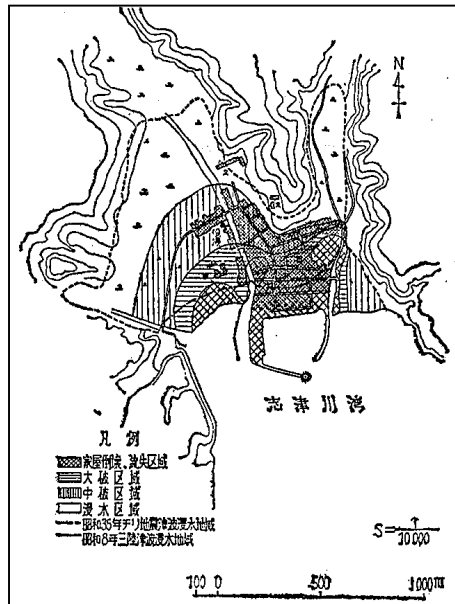 N
志津川湾
凡例
家屋倒壊、流失区域
大破区域
中破区域
浸水区域
昭和35年チリ地震津波浸水地域
昭和8年三陸津波浸水地域
S=1/10000
100 0 500 1000m